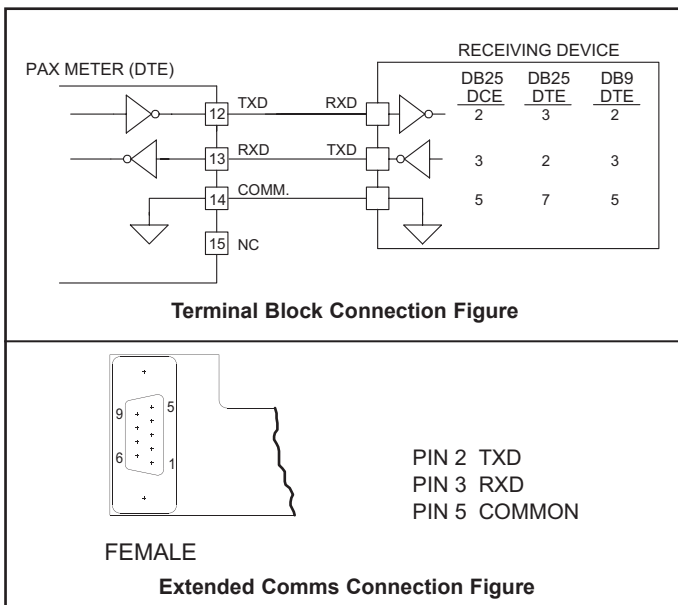 RECEIVING DEVICE
PAX METER (DTE)
DB25 DB25 DB9
DCE DTE DTE
12 TXD RXD 2 3 2
13 RXD TXD 3 2 3
14 COMM. 5 7 5
15 NC
Terminal Block Connection Figure
9 5
6 1
PIN 2 TXD
PIN 3 RXD
PIN 5 COMMON
FEMALE
Extended Comms Connection Figure